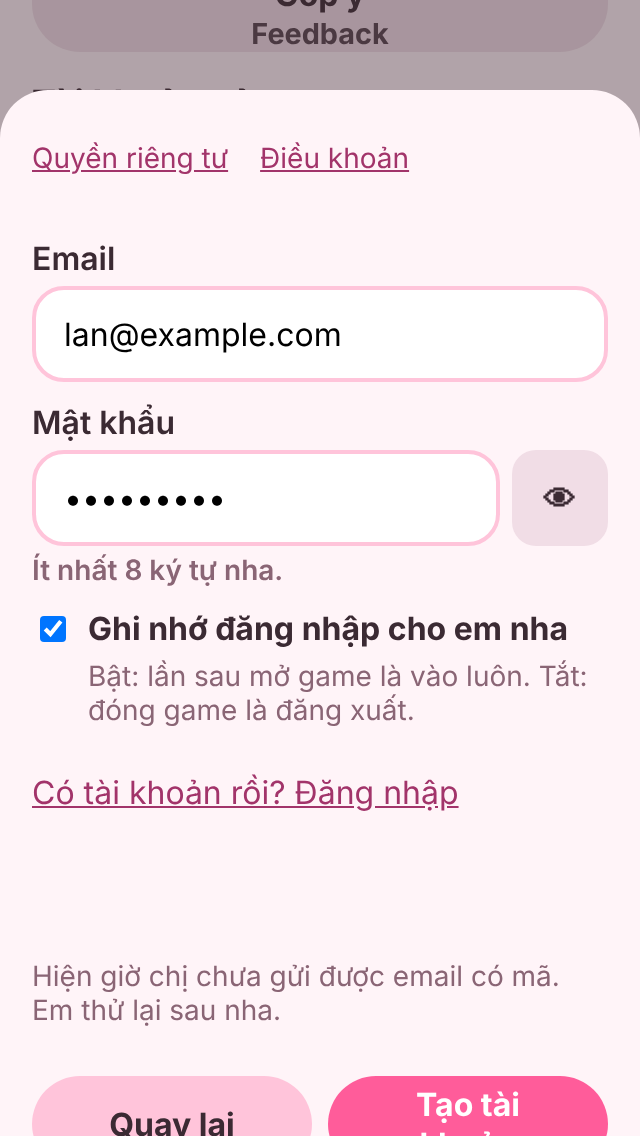 Góp ý
Feedback
Quyền riêng tư Điều khoản
Email
lan@example.com
Mật khẩu
•••••••••
Ít nhất 8 ký tự nha.
Ghi nhớ đăng nhập cho em nha
Bật: lần sau mở game là vào luôn. Tắt:
đóng game là đăng xuất.
Có tài khoản rồi? Đăng nhập
Hiện giờ chị chưa gửi được email có mã.
Em thử lại sau nha.
Quay lại
Tạo tài